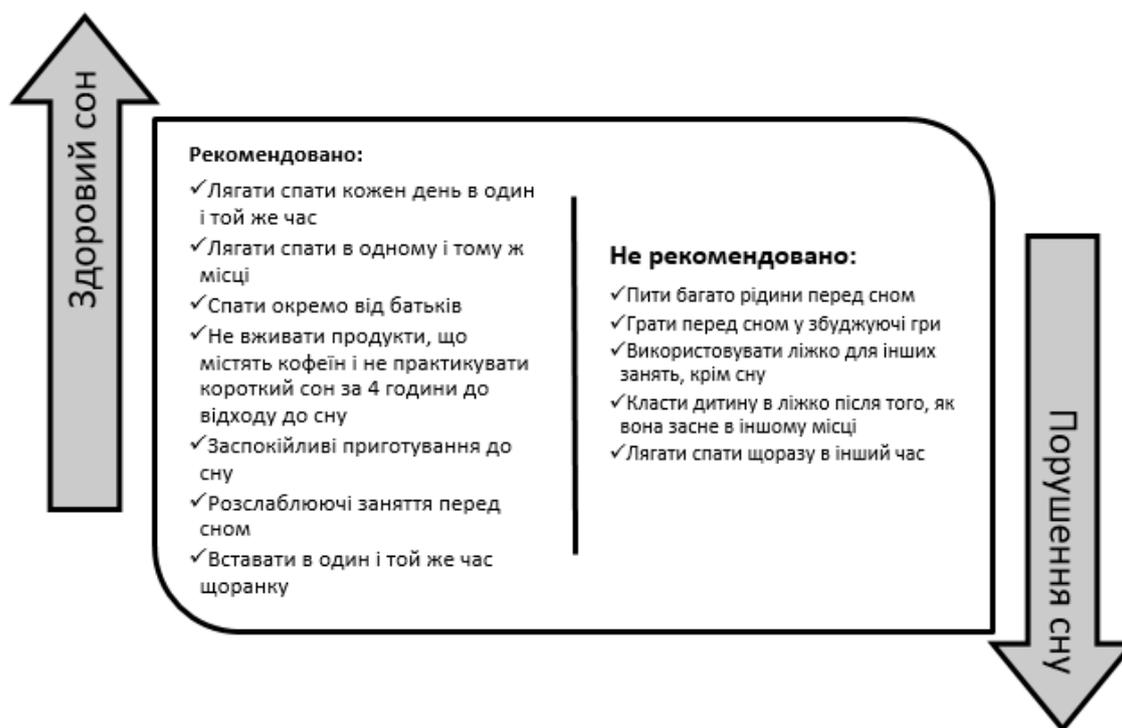 Здоровий сон
Рекомендовано:
✓Лягати спати кожен день в один
і той же час
✓Лягати спати в одному і тому ж
місці
✓Спати окремо від батьків
✓Не вживати продукти, що
містять кофеїн і не практикувати
короткий сон за 4 години до
відходу до сну
✓Заспокійливі приготування до
сну
✓Розслаблюючі заняття перед
сном
✓Вставати в один і той же час
щоранку
Не рекомендовано:
✓Пити багато рідини перед сном
✓Грати перед сном у збуджуючі гри
✓Використовувати ліжко для інших
занять, крім сну
✓Класти дитину в ліжко після того, як
вона засне в іншому місці
✓Лягати спати щоразу в інший час
Порушення сну